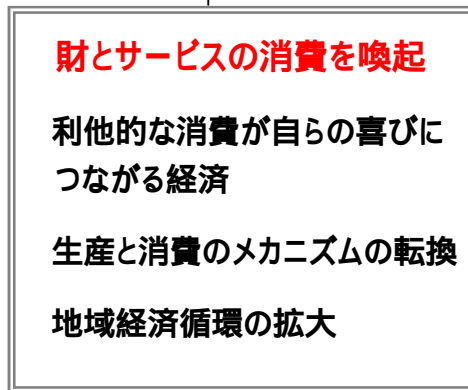 財とサービスの消費を喚起
利他的な消費が自らの喜びに
つながる経済
生産と消費のメカニズムの転換
地域経済循環の拡大